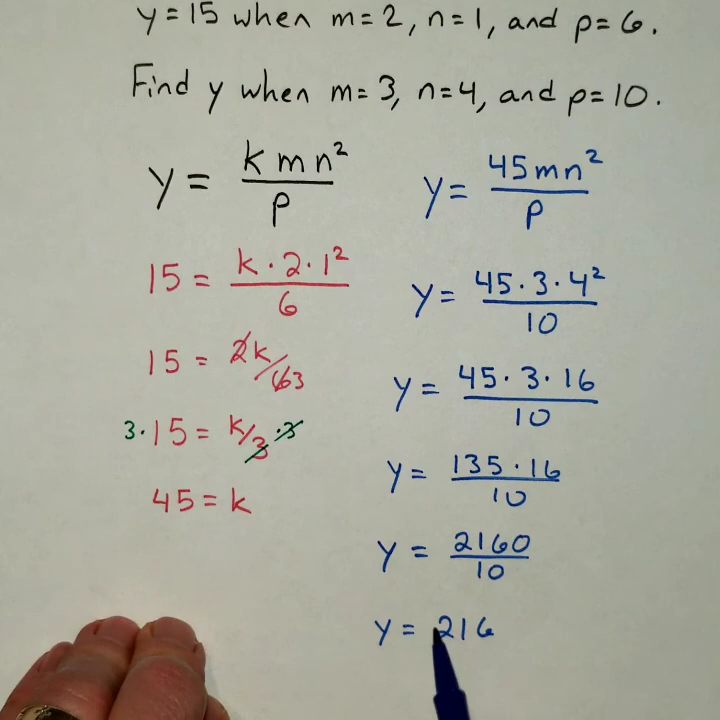 y = 15 when m = 2, n = 1, and p = 6.
Find y when m = 3, n = 4, and p = 10.
y = kmn²/p
15 = k·2·1²/6
15 = 2k/63
3·15 = k/3·3
45 = k
y = 45mn²/p
y = 45·3·4²/10
y = 45·3·16/10
y = 135·16/10
y = 2160/10
y = 216